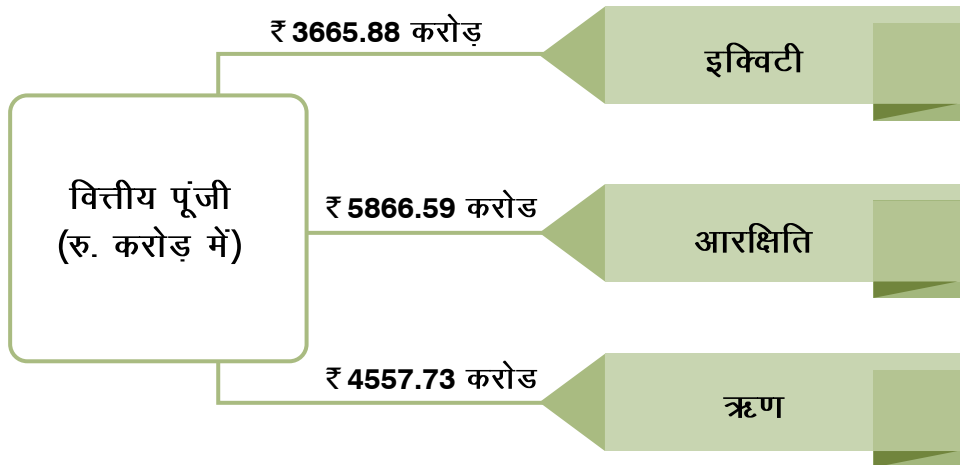 ₹ 3665.88 करोड़
इक्विटी
वित्तीय पूंजी
(रु. करोड़ में)
₹ 5866.59 करोड
आरक्षिति
₹ 4557.73 करोड
ऋण